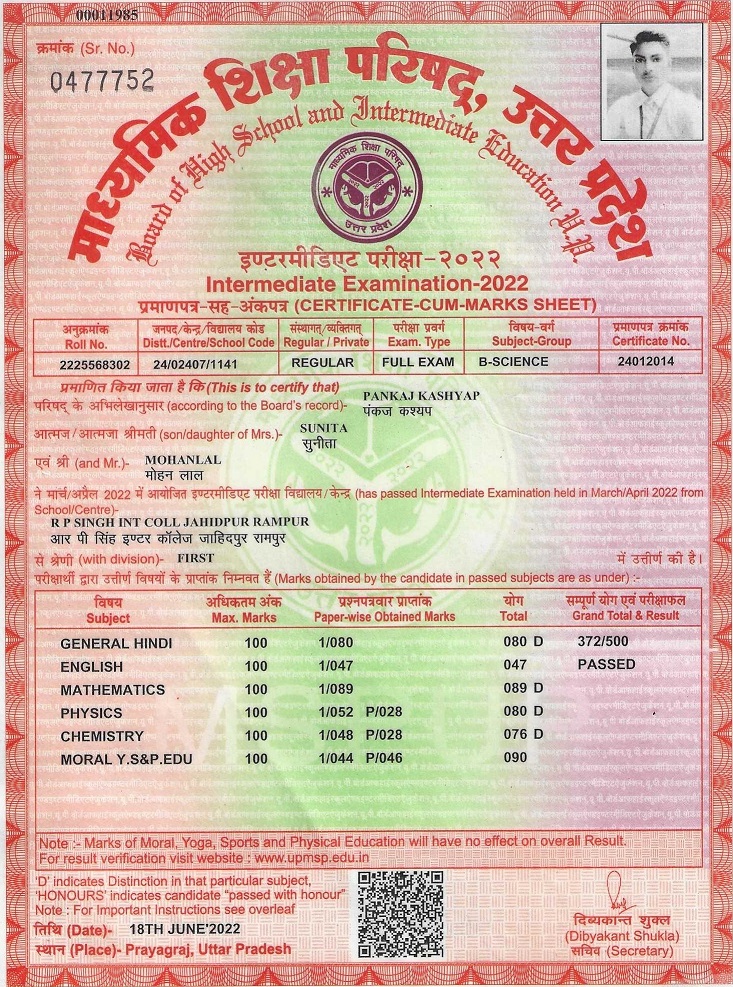 00011985
क्रमांक (Sr. No.)
0477752
माध्यमिक शिक्षा परिषद्, उत्तर प्रदेश
Board of High School and Intermediate Education U.P.
माध्यमिक शिक्षा परिषद्
उत्तर प्रदेश
इण्टरमीडिएट परीक्षा-२०२२
Intermediate Examination-2022
प्रमाणपत्र-सह-अंकपत्र (CERTIFICATE-CUM-MARKS SHEET)
अनुक्रमांक जनपद/केन्द्र/विद्यालय कोड संस्थागत/व्यक्तिगत परीक्षा प्रवर्ग विषय-वर्ग प्रमाणपत्र क्रमांक
Roll No. Distt./Centre/School Code Regular / Private Exam. Type Subject-Group Certificate No.
2225568302 24/02407/1141 REGULAR FULL EXAM B-SCIENCE 24012014
प्रमाणित किया जाता है कि (This is to certify that)
PANKAJ KASHYAP
परिषद् के अभिलेखानुसार (according to the Board's record)- पंकज कश्यप
SUNITA
आत्मज/आत्मजा श्रीमती (son/daughter of Mrs.)- सुनीता
एवं श्री (and Mr.)- MOHANLAL
मोहन लाल
ने मार्च/अप्रैल 2022 में आयोजित इण्टरमीडिएट परीक्षा विद्यालय/केन्द्र (has passed Intermediate Examination held in March/April 2022 from
School/Centre)-
R P SINGH INT COLL JAHIDPUR RAMPUR
आर पी सिंह इण्टर कॉलेज जाहिदपुर रामपुर
से श्रेणी (with division)- FIRST में उत्तीर्ण की है।
परीक्षार्थी द्वारा उत्तीर्ण विषयों के प्राप्तांक निम्नवत हैं (Marks obtained by the candidate in passed subjects are as under) :-
विषय अधिकतम अंक प्रश्नपत्रवार प्राप्तांक योग सम्पूर्ण योग एवं परीक्षाफल
Subject Max. Marks Paper-wise Obtained Marks Total Grand Total & Result
GENERAL HINDI 100 1/080 080 D 372/500
ENGLISH 100 1/047 047 PASSED
MATHEMATICS 100 1/089 089 D
PHYSICS 100 1/052 P/028 080 D
CHEMISTRY 100 1/048 P/028 076 D
MORAL Y.S&P.EDU 100 1/044 P/046 090
Note :- Marks of Moral, Yoga, Sports and Physical Education will have no effect on overall Result.
For result verification visit website : www.upmsp.edu.in
'D' indicates Distinction in that particular subject,
'HONOURS' indicates candidate "passed with honour"
Note : For Important Instructions see overleaf
तिथि (Date)- 18TH JUNE'2022
स्थान (Place)- Prayagraj, Uttar Pradesh
दिव्यकान्त शुक्ल
(Dibyakant Shukla)
सचिव (Secretary)